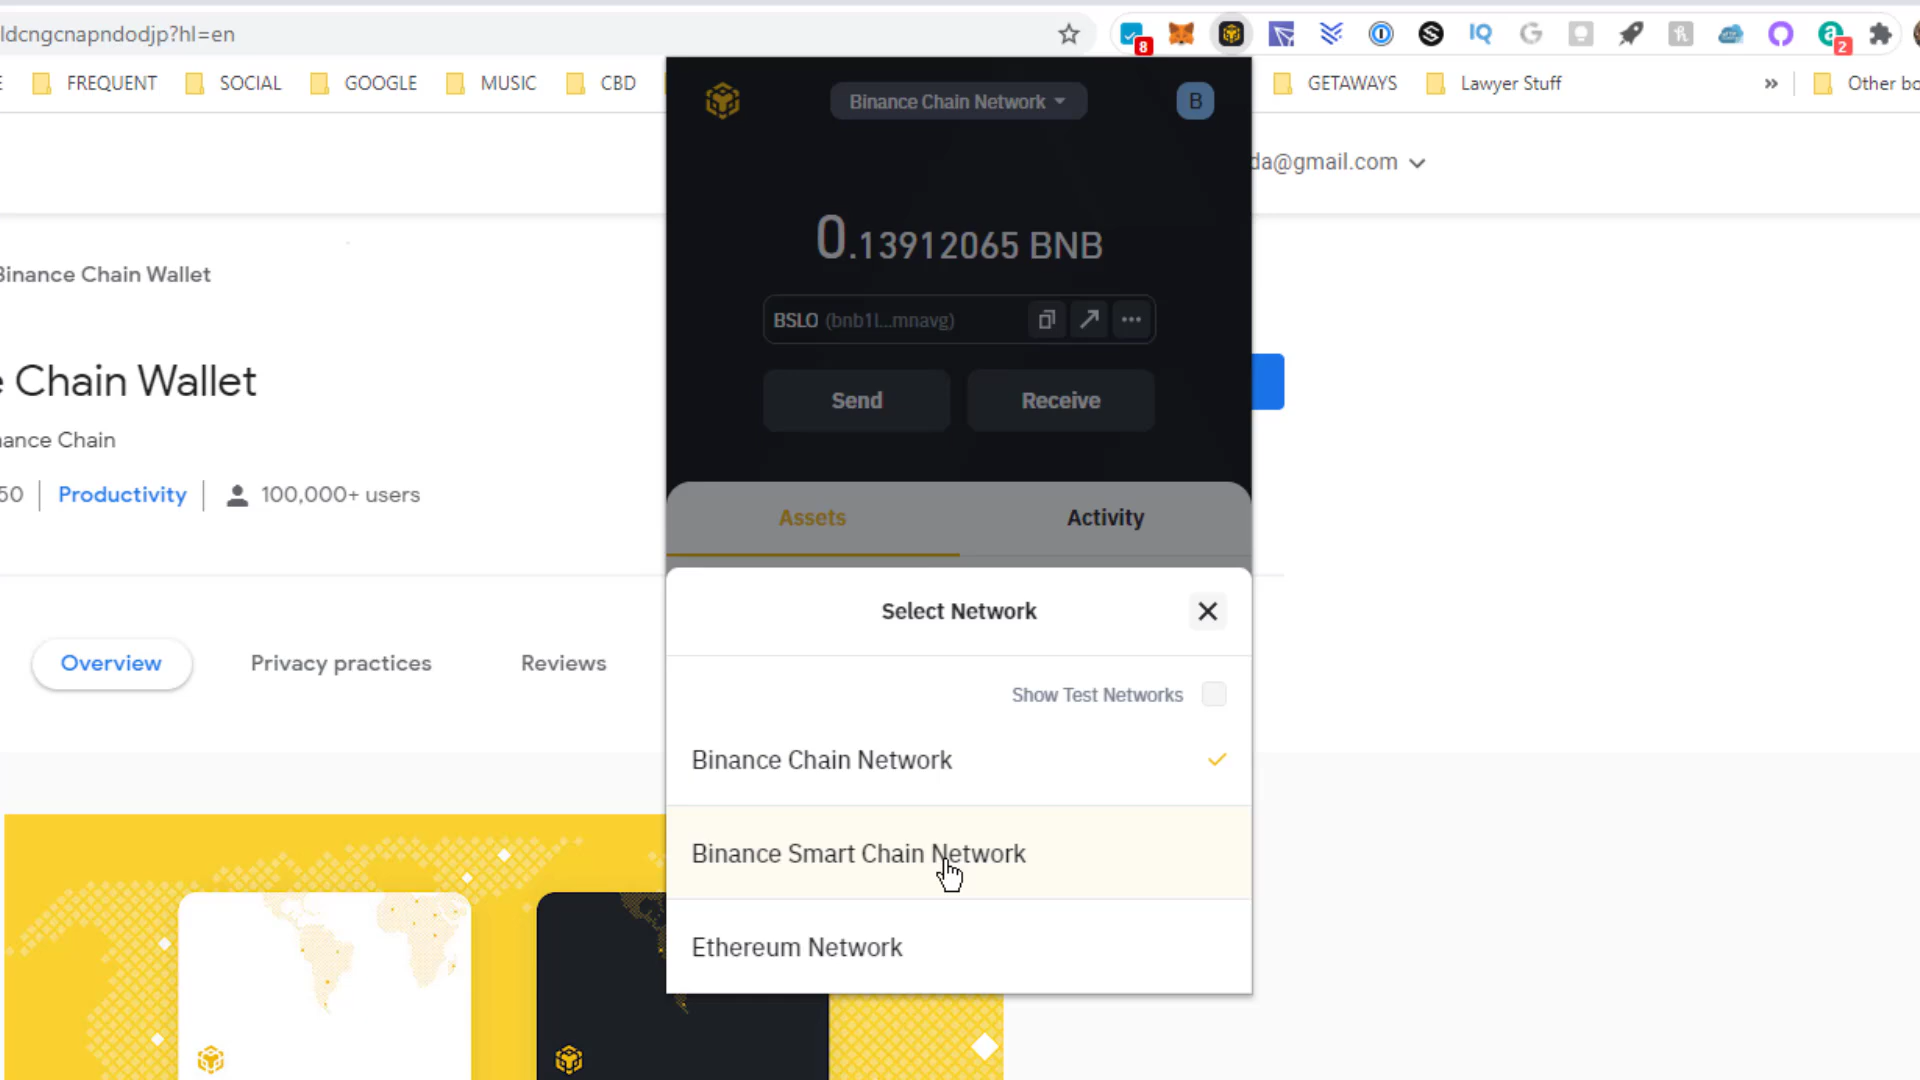 ldcngcnapndodjp?hl=en
8
IQ
2
FREQUENT SOCIAL GOOGLE MUSIC CBD GETAWAYS Lawyer Stuff » Other bo
Binance Chain Network
B
da@gmail.com
0.13912065 BNB
Binance Chain Wallet
BSLO (bnb1l...mnavg)
e Chain Wallet
Send Receive
nance Chain
50 Productivity 100,000+ users
Assets Activity
Select Network
Overview Privacy practices Reviews
Show Test Networks
Binance Chain Network
Binance Smart Chain Network
Ethereum Network